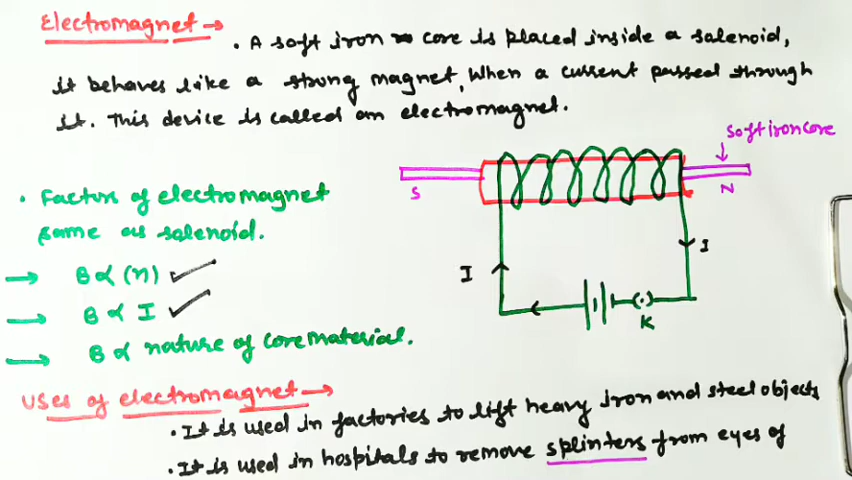 Electromagnet →
• A soft iron core is placed inside a solenoid,
it behaves like a strong magnet, When a current passed through
it. This device is called an electromagnet.
soft iron core
S
N
• Factors of electromagnet
same as solenoid.
→ B ∝ (n) ✓
→ B ∝ I ✓
→ B ∝ nature of core material.
I
I
K
Uses of electromagnet →
• It is used in factories to lift heavy iron and steel objects
• It is used in hospitals to remove splinters from eyes of